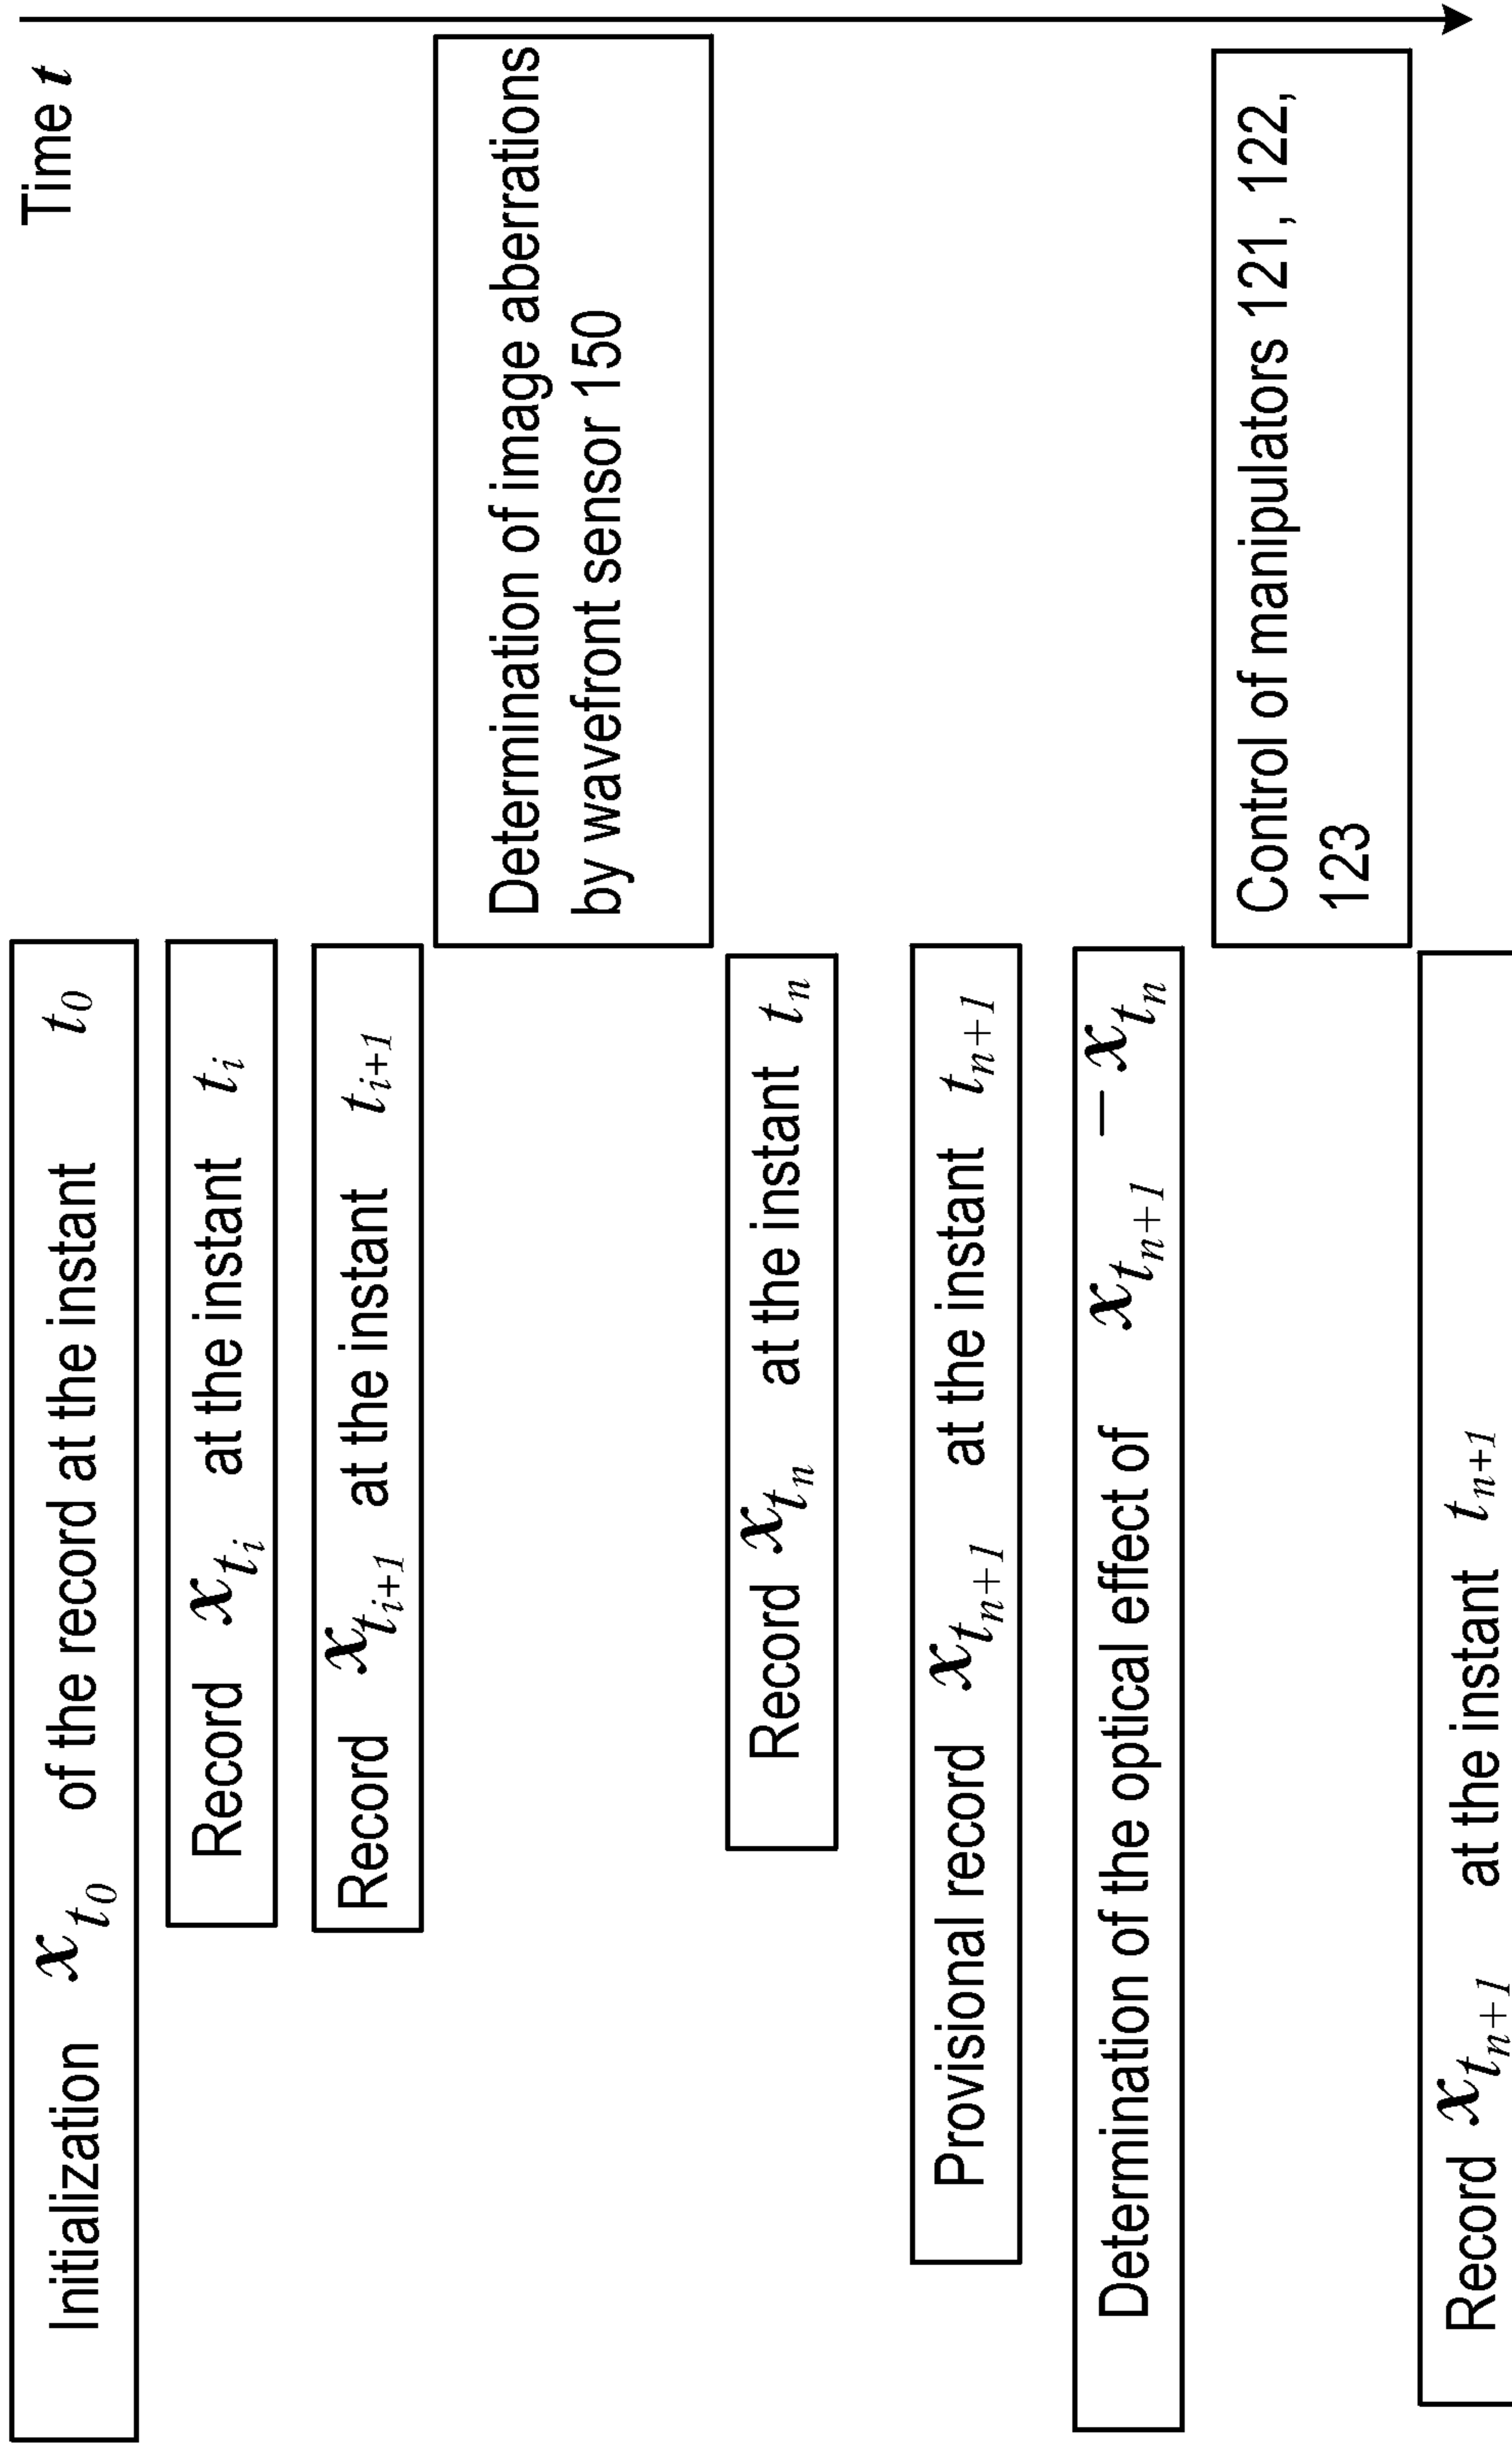 Time t
Initialization x_{t_0} of the record at the instant t_0
Record x_{t_i} at the instant t_i
Record x_{t_{i+1}} at the instant t_{i+1}
Determination of image aberrations
by wavefront sensor 150
Record x_{t_n} at the instant t_n
Provisional record x_{t_{n+1}} at the instant t_{n+1}
Determination of the optical effect of x_{t_{n+1}} − x_{t_n}
Control of manipulators 121, 122,
123
Record x_{t_{n+1}} at the instant t_{n+1}